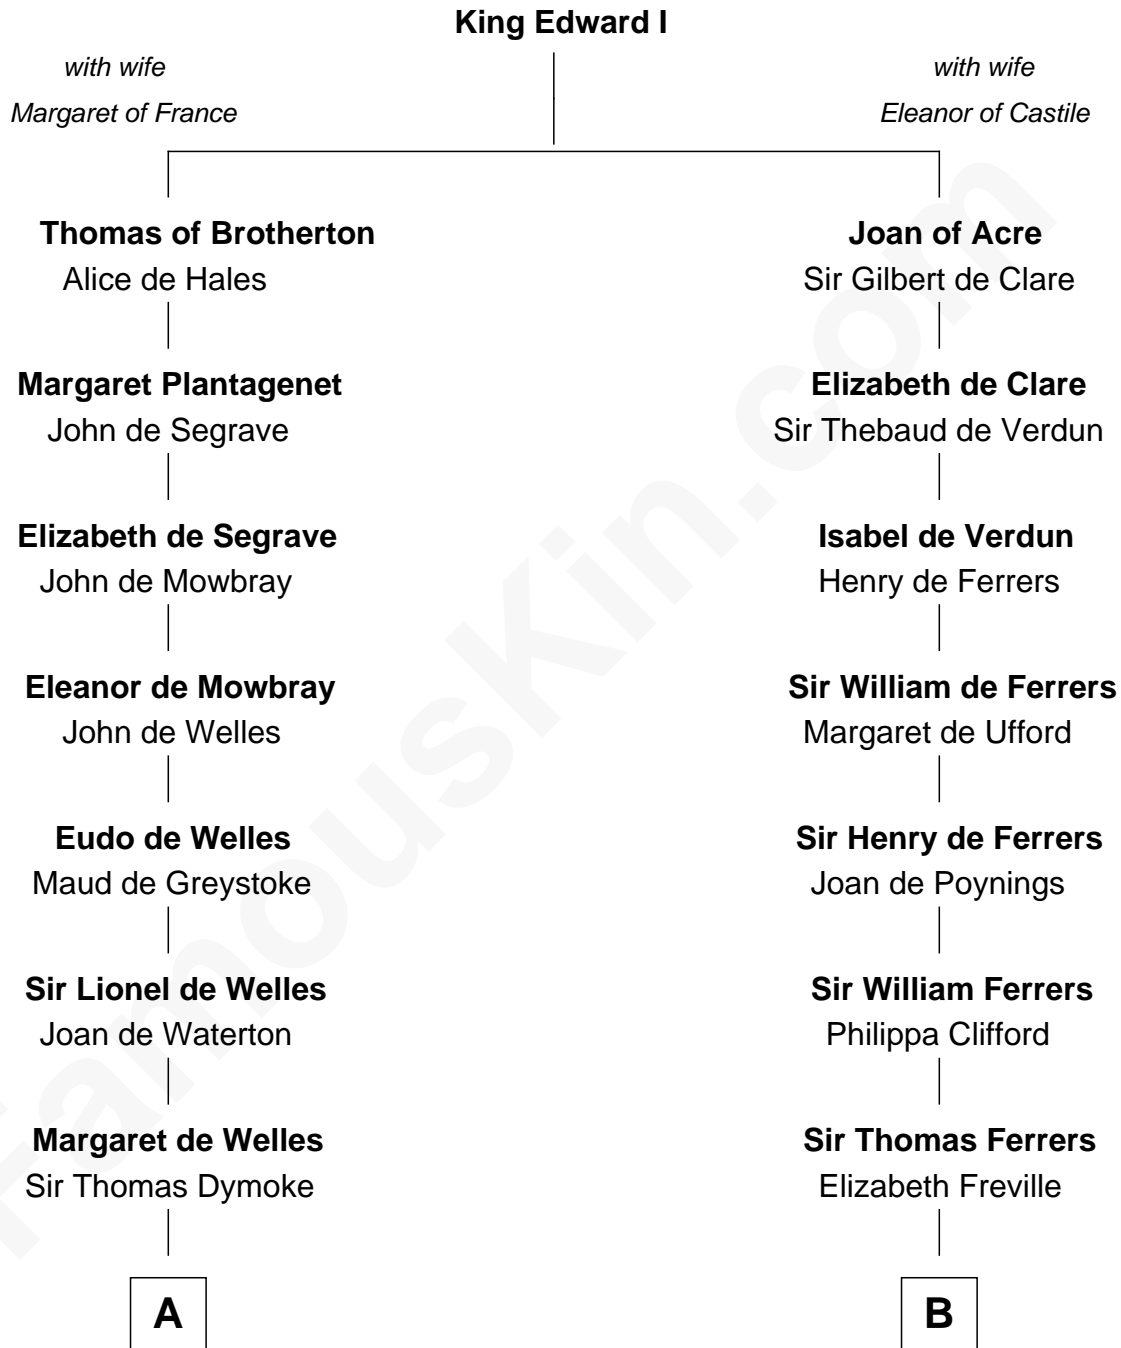 King Edward I
with wife
Margaret of France
with wife
Eleanor of Castile
Thomas of Brotherton
Alice de Hales
Joan of Acre
Sir Gilbert de Clare
Margaret Plantagenet
John de Segrave
Elizabeth de Clare
Sir Thebaud de Verdun
Elizabeth de Segrave
John de Mowbray
Isabel de Verdun
Henry de Ferrers
Eleanor de Mowbray
John de Welles
Sir William de Ferrers
Margaret de Ufford
Eudo de Welles
Maud de Greystoke
Sir Henry de Ferrers
Joan de Poynings
Sir Lionel de Welles
Joan de Waterton
Sir William Ferrers
Philippa Clifford
Margaret de Welles
Sir Thomas Dymoke
Sir Thomas Ferrers
Elizabeth Freville
A
B
FamousKin.com